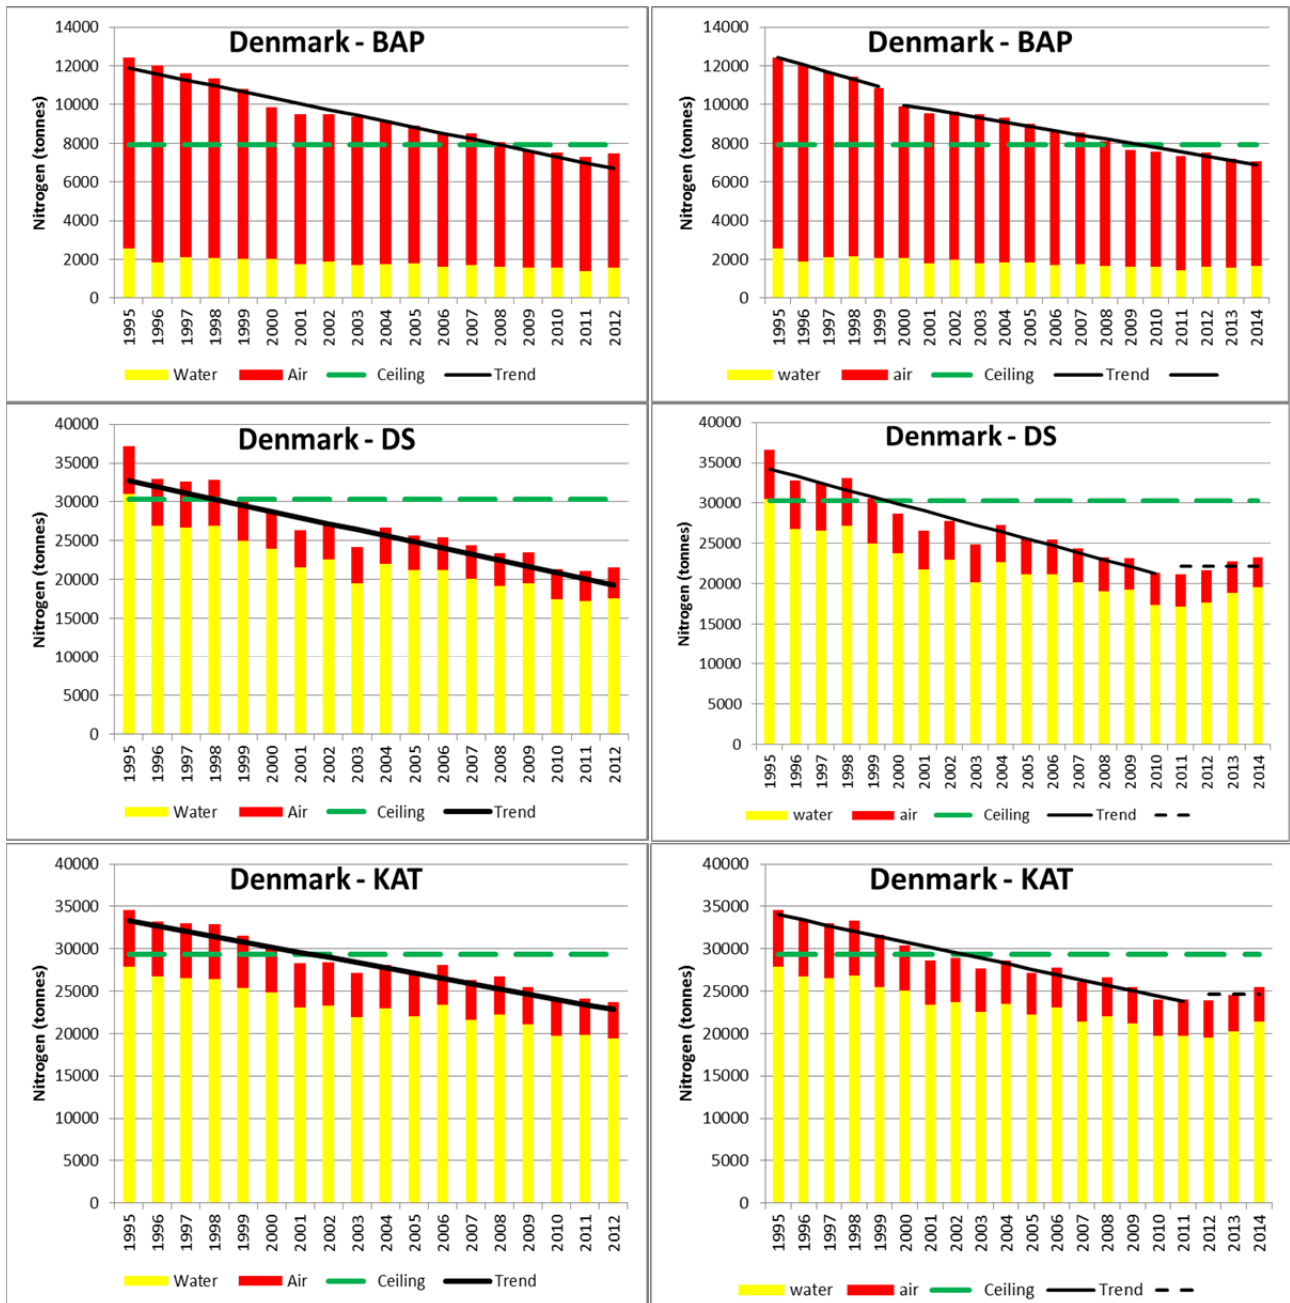 Denmark - BAP
Nitrogen (tonnes)
14000
12000
10000
8000
6000
4000
2000
0
1995 1996 1997 1998 1999 2000 2001 2002 2003 2004 2005 2006 2007 2008 2009 2010 2011 2012
Water Air Ceiling Trend
Denmark - BAP
Nitrogen (tonnes)
14000
12000
10000
8000
6000
4000
2000
0
1995 1996 1997 1998 1999 2000 2001 2002 2003 2004 2005 2006 2007 2008 2009 2010 2011 2012 2013 2014
water air Ceiling Trend
Denmark - DS
Nitrogen (tonnes)
40000
35000
30000
25000
20000
15000
10000
5000
0
1995 1996 1997 1998 1999 2000 2001 2002 2003 2004 2005 2006 2007 2008 2009 2010 2011 2012
Water Air Ceiling Trend
Denmark - DS
Nitrogen (tonnes)
40000
35000
30000
25000
20000
15000
10000
5000
0
1995 1996 1997 1998 1999 2000 2001 2002 2003 2004 2005 2006 2007 2008 2009 2010 2011 2012 2013 2014
water air Ceiling Trend
Denmark - KAT
Nitrogen (tonnes)
40000
35000
30000
25000
20000
15000
10000
5000
0
1995 1996 1997 1998 1999 2000 2001 2002 2003 2004 2005 2006 2007 2008 2009 2010 2011 2012
Water Air Ceiling Trend
Denmark - KAT
Nitrogen (tonnes)
40000
35000
30000
25000
20000
15000
10000
5000
0
1995 1996 1997 1998 1999 2000 2001 2002 2003 2004 2005 2006 2007 2008 2009 2010 2011 2012 2013 2014
water air Ceiling Trend